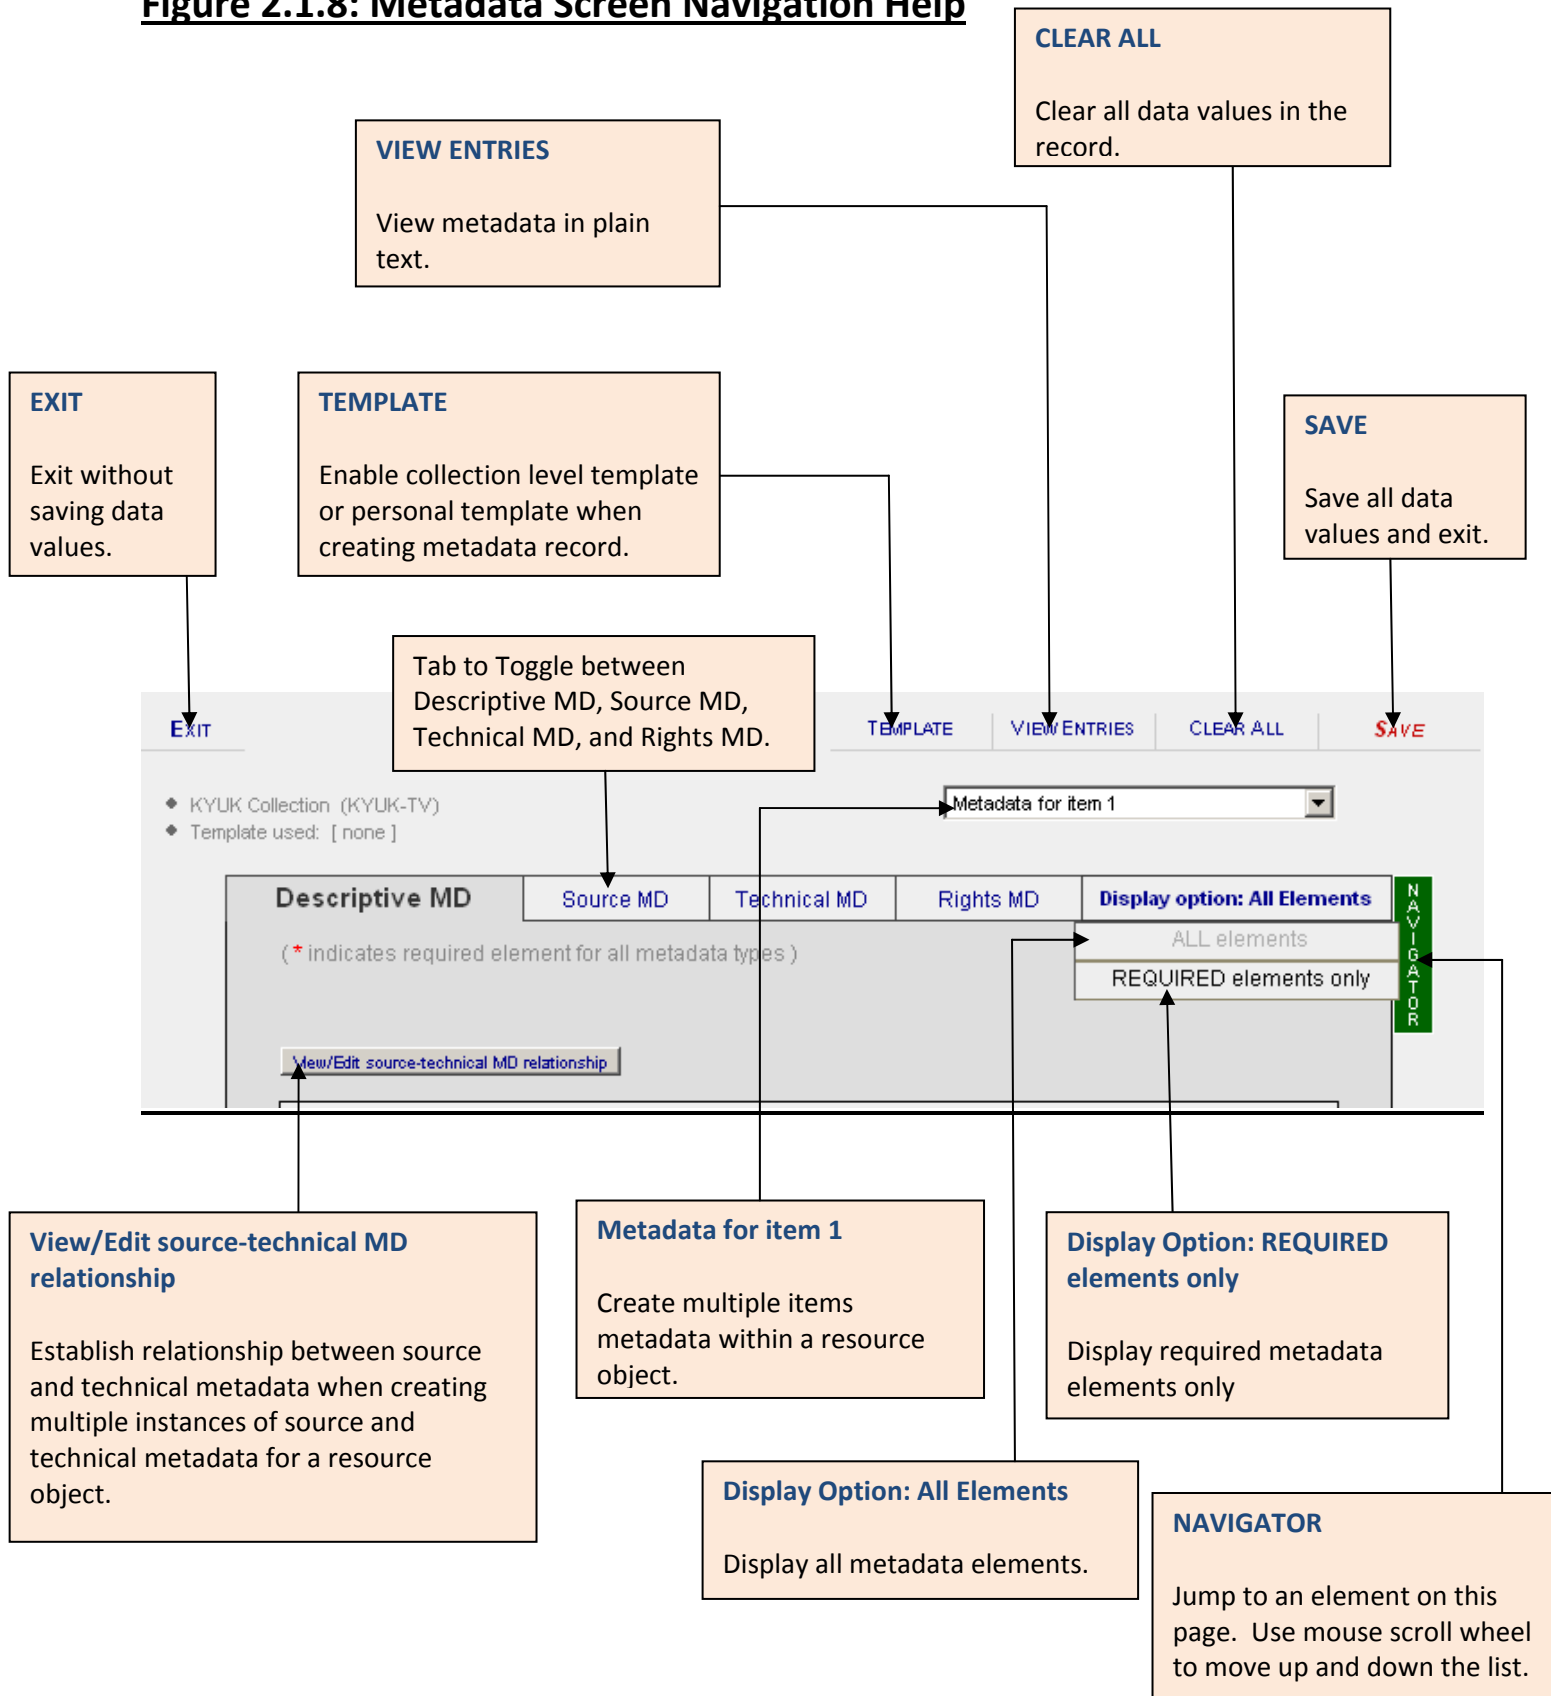 Figure 2.1.8: Metadata Screen Navigation Help
CLEAR ALL
Clear all data values in the
record.
VIEW ENTRIES
View metadata in plain
text.
EXIT
Exit without
saving data
values.
TEMPLATE
Enable collection level template
or personal template when
creating metadata record.
SAVE
Save all data
values and exit.
Tab to Toggle between
Descriptive MD, Source MD,
Technical MD, and Rights MD.
EXIT
TEMPLATE
VIEW ENTRIES
CLEAR ALL
SAVE
KYUK Collection (KYUK-TV)
Template used: [ none ]
Metadata for item 1
Descriptive MD
Source MD
Technical MD
Rights MD
Display option: All Elements
NAVIGATOR
(* indicates required element for all metadata types )
ALL elements
REQUIRED elements only
View/Edit source-technical MD relationship
View/Edit source-technical MD
relationship
Establish relationship between source
and technical metadata when creating
multiple instances of source and
technical metadata for a resource
object.
Metadata for item 1
Create multiple items
metadata within a resource
object.
Display Option: REQUIRED
elements only
Display required metadata
elements only
Display Option: All Elements
Display all metadata elements.
NAVIGATOR
Jump to an element on this
page.  Use mouse scroll wheel
to move up and down the list.